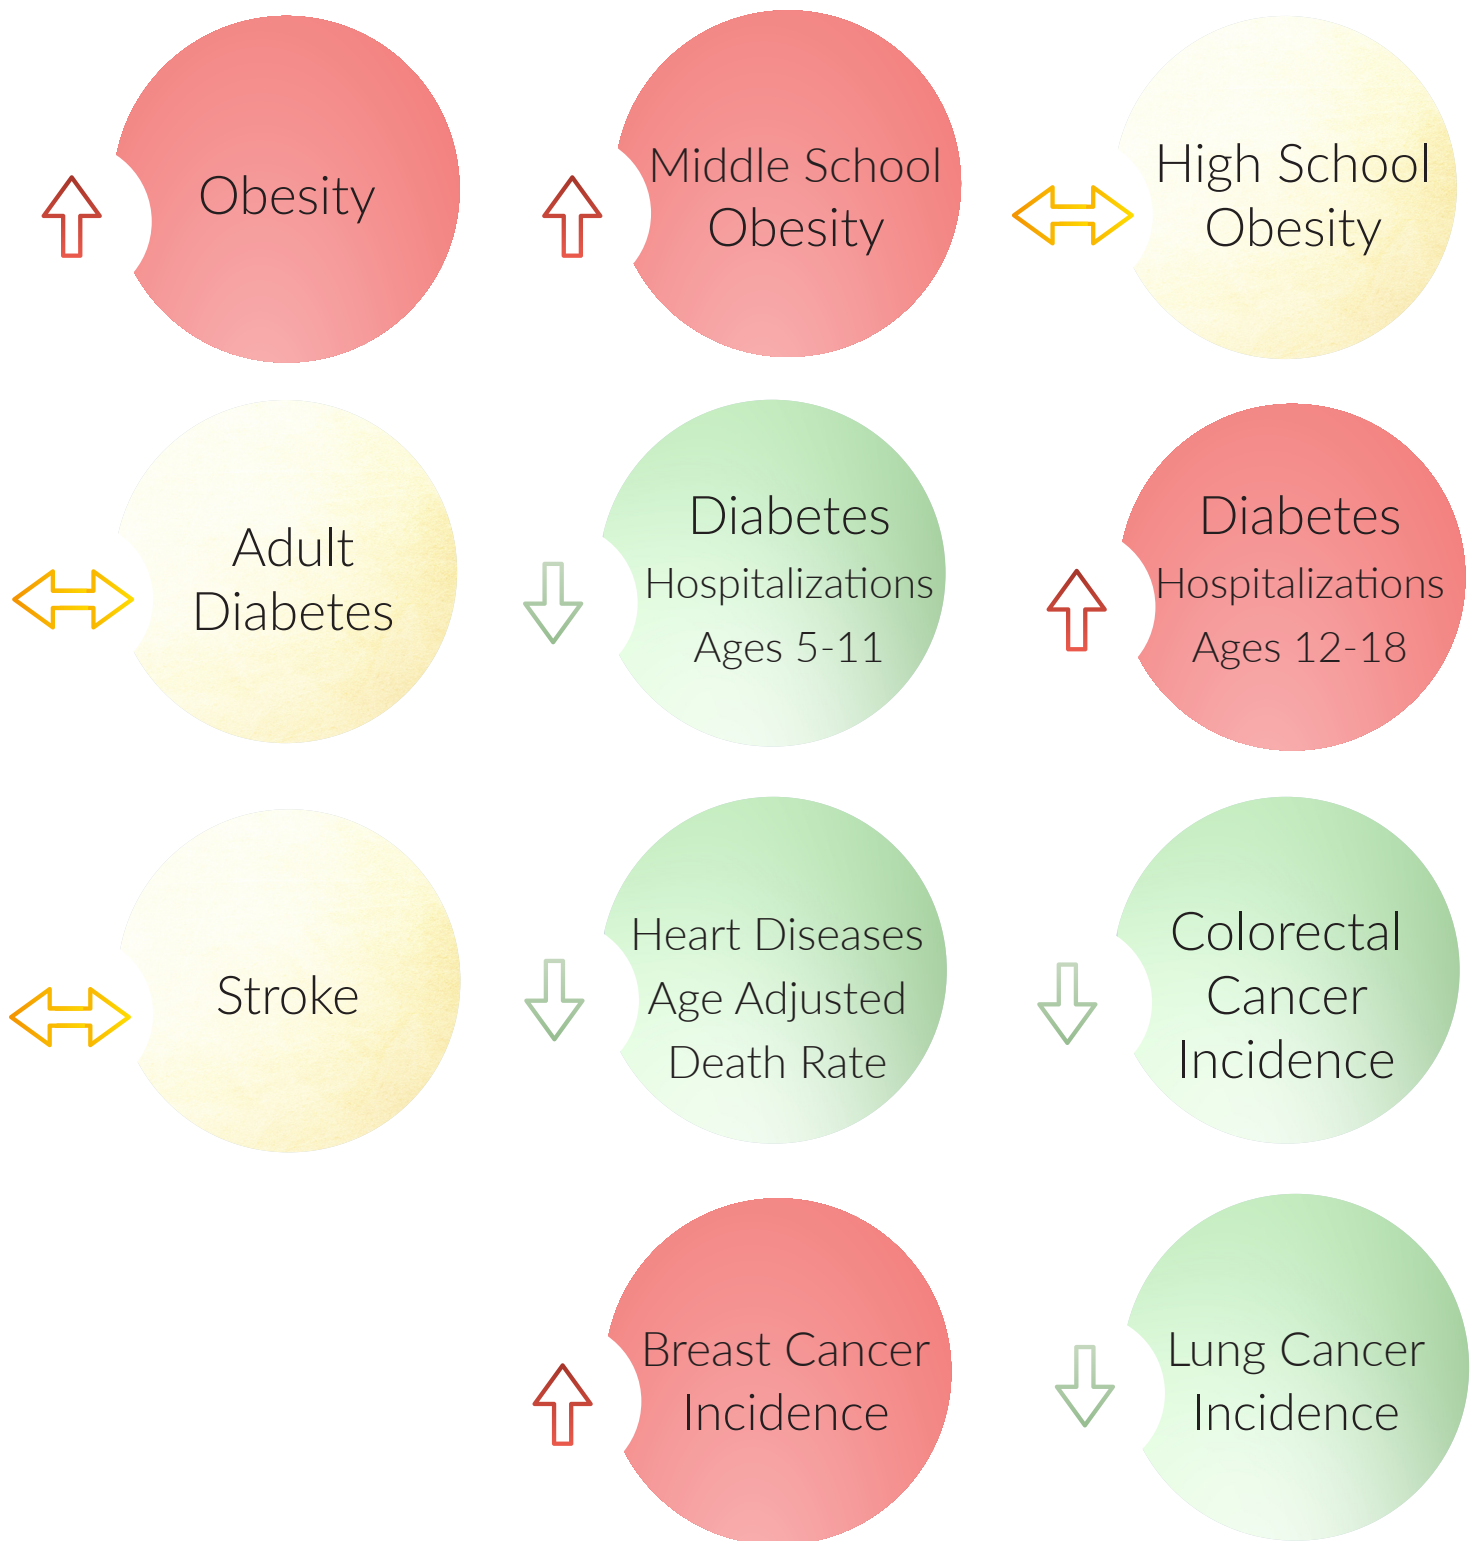 Obesity
Middle School
Obesity
High School
Obesity
Adult
Diabetes
Diabetes
Hospitalizations
Ages 5-11
Diabetes
Hospitalizations
Ages 12-18
Stroke
Heart Diseases
Age Adjusted
Death Rate
Colorectal
Cancer
Incidence
Breast Cancer
Incidence
Lung Cancer
Incidence